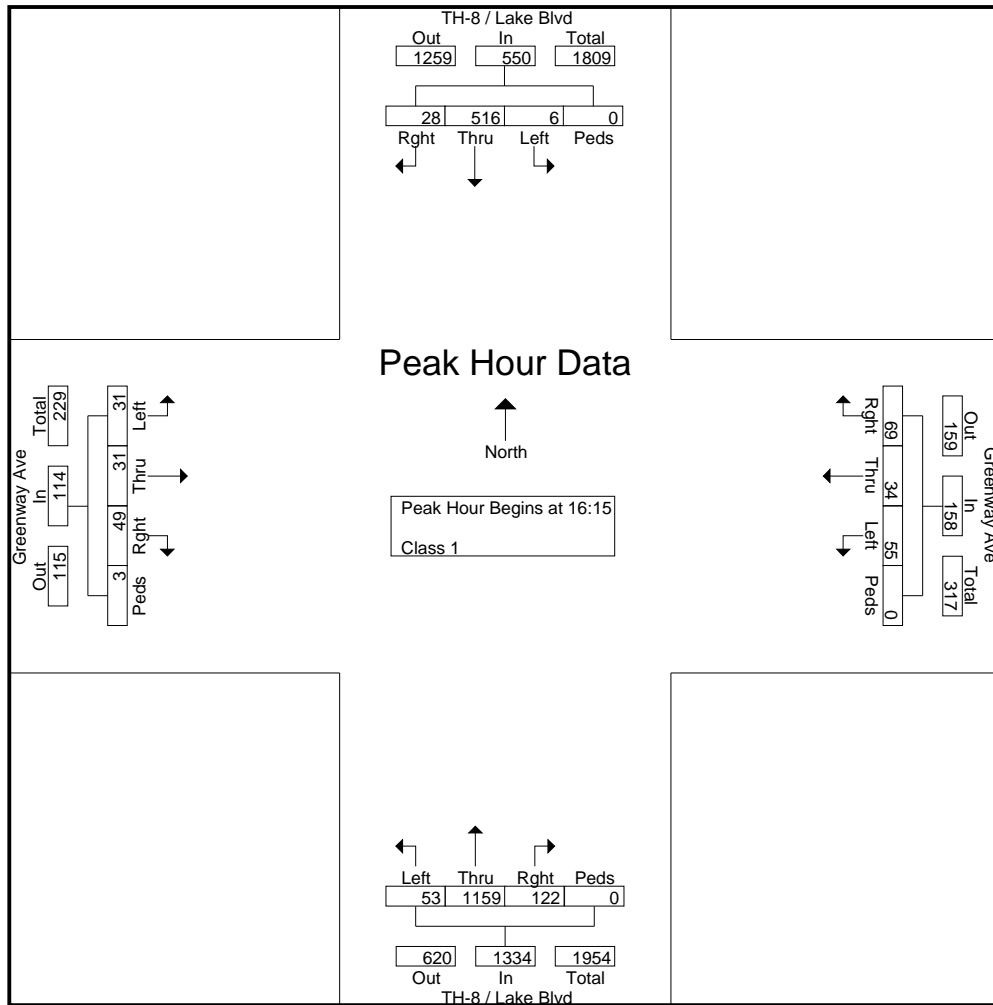 TH-8 / Lake Blvd
Out In Total
1259 550 1809
28 516 6 0
Rght Thru Left Peds
Peak Hour Data
North
Peak Hour Begins at 16:15
Class 1
Greenway Ave
Total In Out
229 114 115
31 31 49 3
Left Thru Rght Peds
Rght Thru Left Peds
69 34 55 0
Out In Total
159 158 317
Greenway Ave
Left Thru Rght Peds
53 1159 122 0
620 1334 1954
Out In Total
TH-8 / Lake Blvd